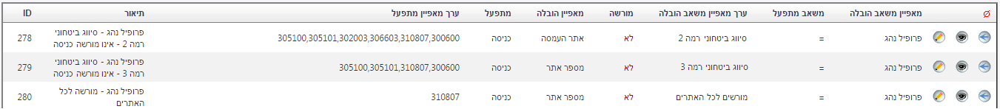 מאפיין משאב הובלה משאב מתפעל ערך מאפיין משאב הובלה מורשה מאפיין הובלה מתפעל ערך מאפיין מתפעל תיאור ID
פרופיל נהג = סיווג ביטחוני רמה 2 לא אתר העמסה כניסה 305100,305101,302003,306603,310807,300600 פרופיל נהג - סיווג ביטחוני 278
רמה 2 - אינו מורשה כניסה
פרופיל נהג = סיווג ביטחוני רמה 3 לא מספר אתר כניסה 305100,305101,310807,300600 פרופיל נהג - סיווג ביטחוני 279
רמה 3 - אינו מורשה כניסה
פרופיל נהג = מורשים לכל האתרים לא מספר אתר כניסה 310807 פרופיל נהג - מורשה לכל 280
האתרים